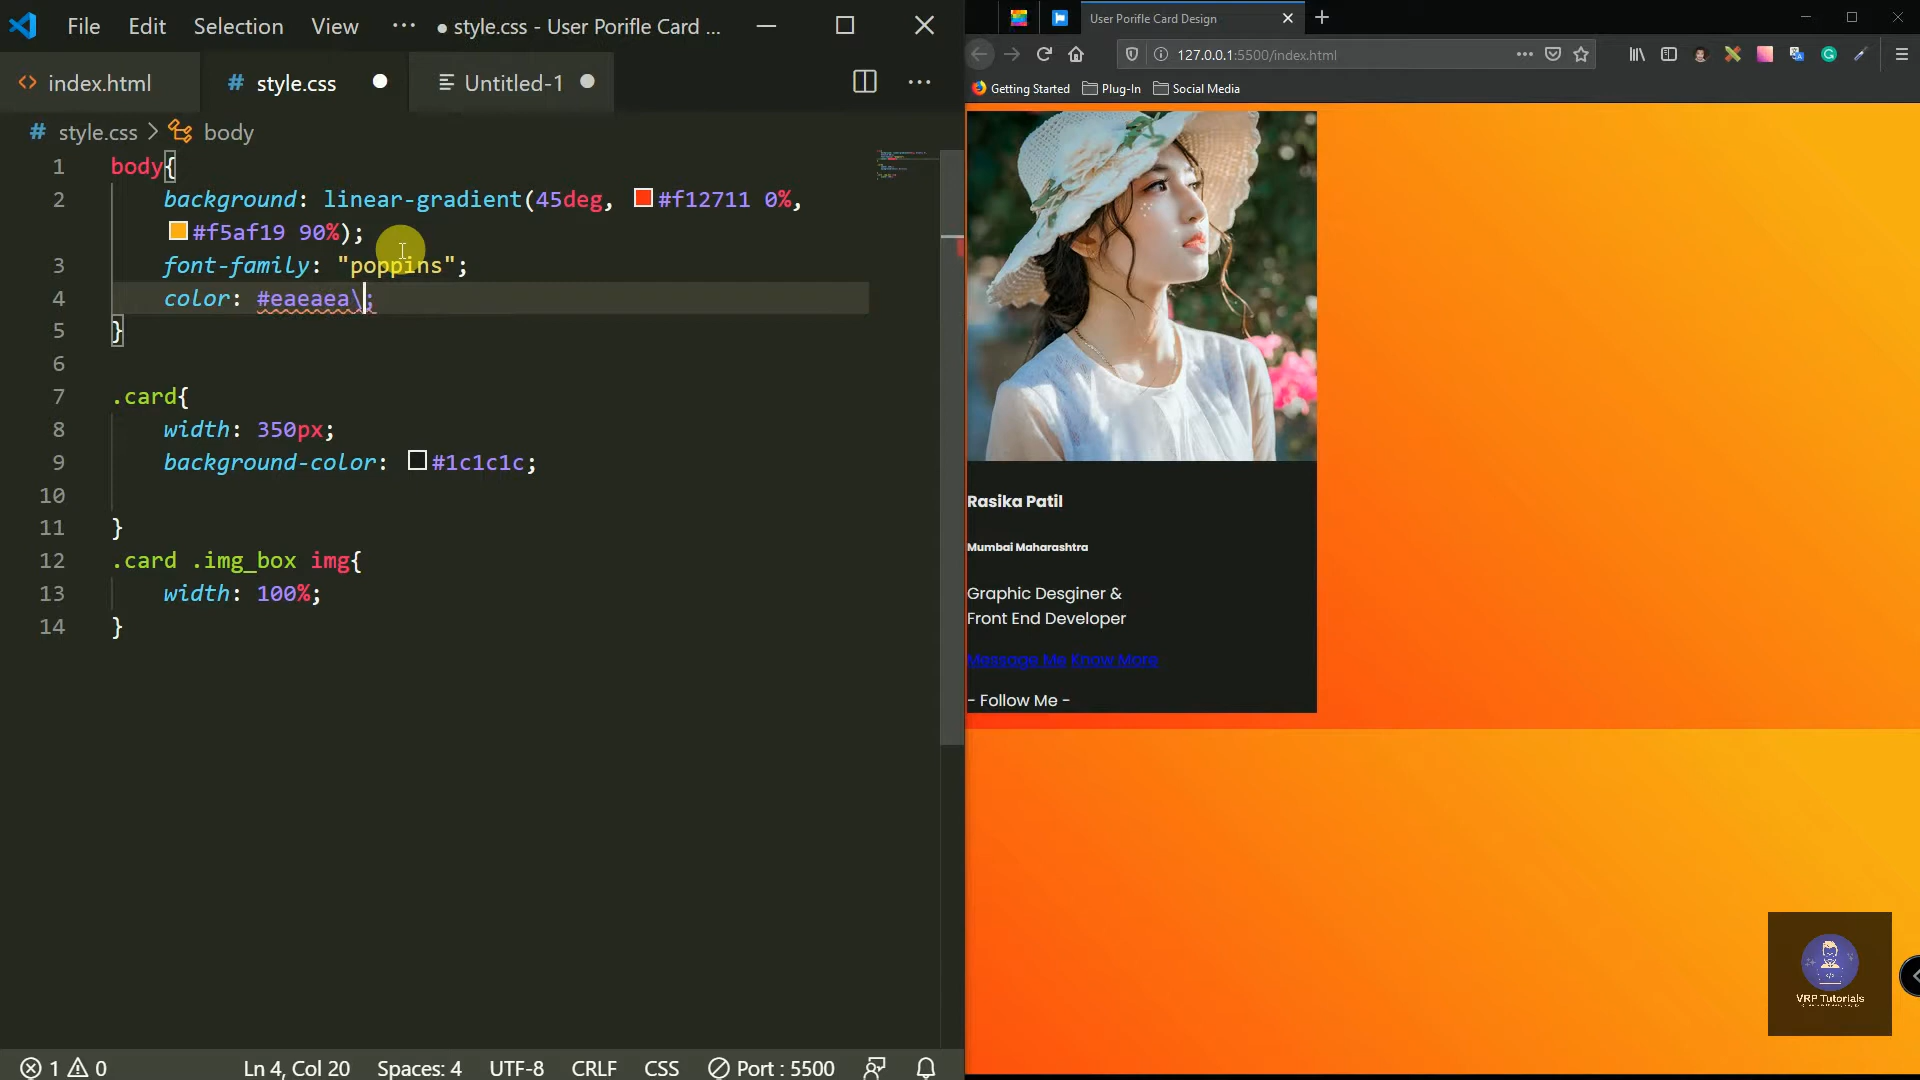 File Edit Selection View ··· ● style.css - User Porifle Card ...
<> index.html # style.css Untitled-1 ···
# style.css > body
1 body{
2 background: linear-gradient(45deg, #f12711 0%,
#f5af19 90%);
3 font-family: "poppins";
4 color: #eaeaea\;
5 }
6
7 .card{
8 width: 350px;
9 background-color: #1c1c1c;
10
11 }
12 .card .img_box img{
13 width: 100%;
14 }
1 0 Ln 4, Col 20 Spaces: 4 UTF-8 CRLF CSS Port : 5500
User Porifle Card Design
127.0.0.1:5500/index.html
Getting Started Plug-In Social Media
Rasika Patil
Mumbai Maharashtra
Graphic Desginer &
Front End Developer
Message Me Know More
- Follow Me -
VRP Tutorials